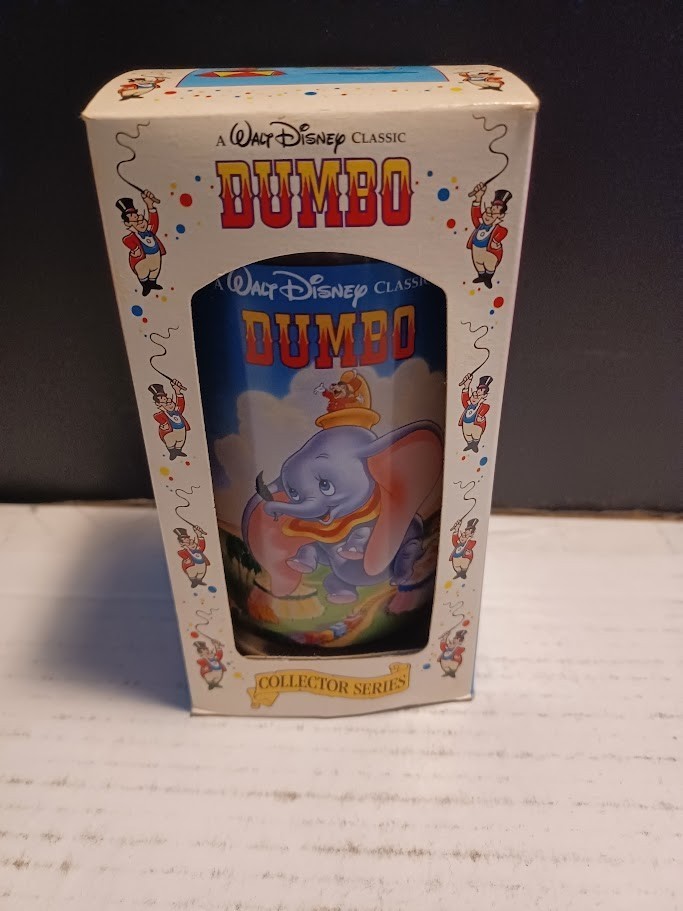 A WALT DISNEY CLASSIC
DUMBO
A WALT DISNEY CLASSIC
DUMBO
COLLECTOR SERIES